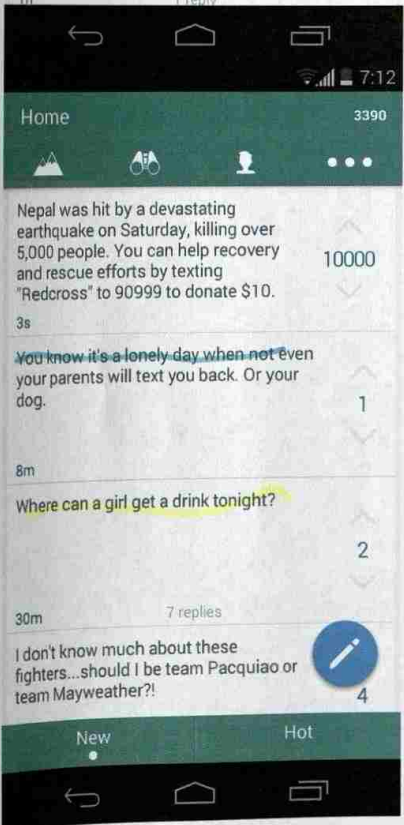 1 reply
7:12
Home 3390
Nepal was hit by a devastating
earthquake on Saturday, killing over
5,000 people. You can help recovery
and rescue efforts by texting
"Redcross" to 90999 to donate $10.
10000
3s
You know it's a lonely day when not even
your parents will text you back. Or your
dog.
1
8m
Where can a girl get a drink tonight?
2
30m 7 replies
I don't know much about these
fighters...should I be team Pacquiao or
team Mayweather?!
4
New Hot